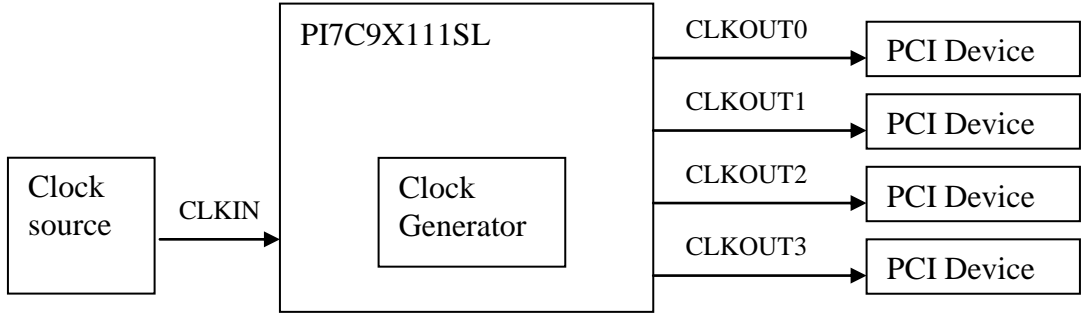 PI7C9X111SL
CLKOUT0
PCI Device
CLKOUT1
PCI Device
Clock
source
CLKIN
Clock
Generator
CLKOUT2
PCI Device
CLKOUT3
PCI Device